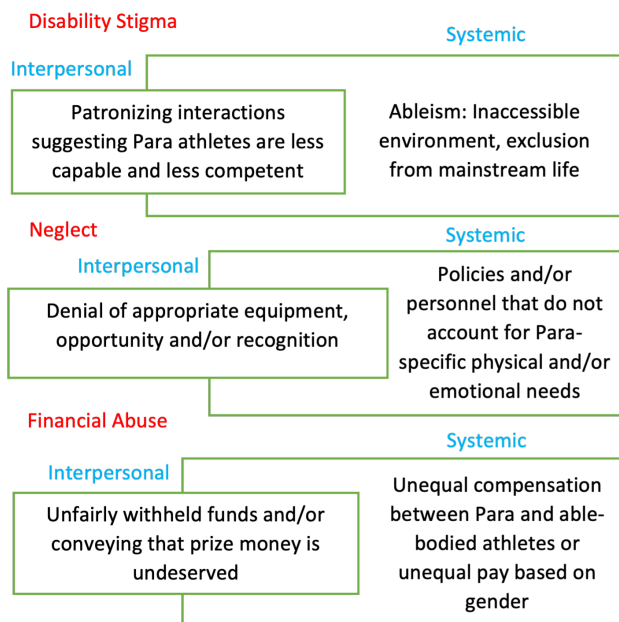 Disability Stigma
Systemic
Interpersonal
Patronizing interactions
suggesting Para athletes are less
capable and less competent
Ableism: Inaccessible
environment, exclusion
from mainstream life
Neglect
Systemic
Interpersonal
Denial of appropriate equipment,
opportunity and/or recognition
Policies and/or
personnel that do not
account for Para-
specific physical and/or
emotional needs
Financial Abuse
Systemic
Interpersonal
Unfairly withheld funds and/or
conveying that prize money is
undeserved
Unequal compensation
between Para and able-
bodied athletes or
unequal pay based on
gender